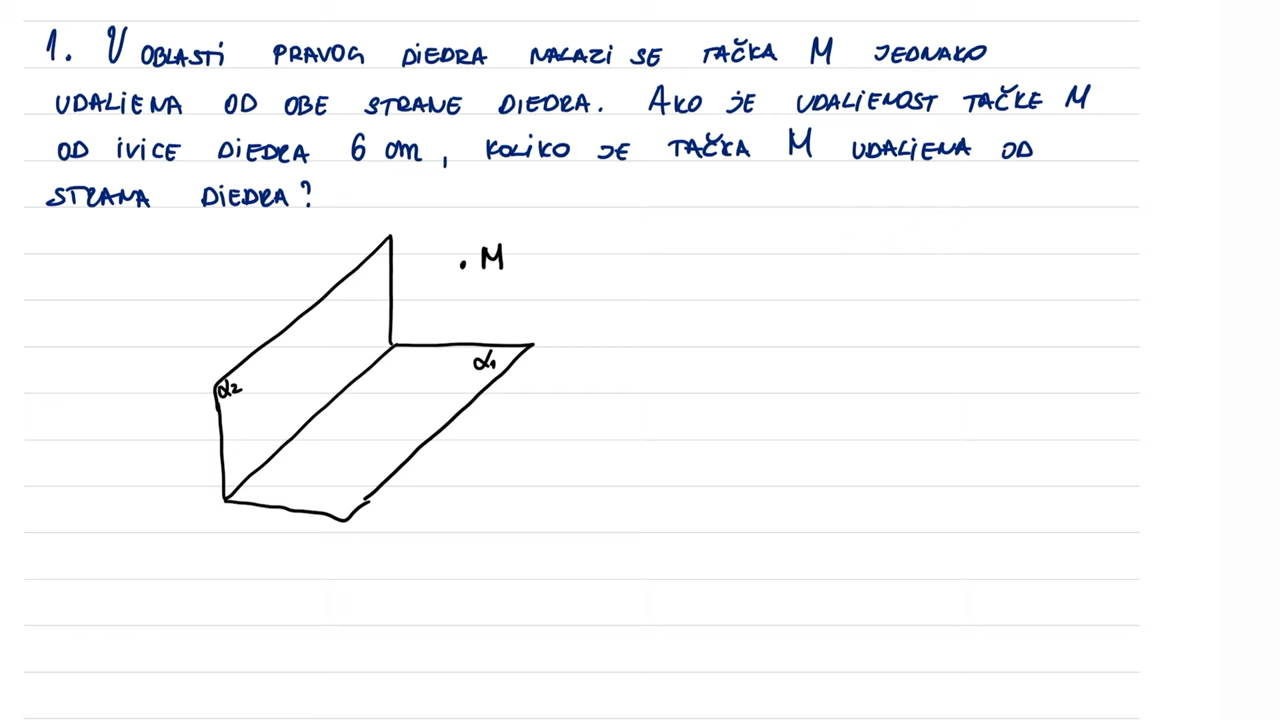 1. U OBLASTI PRAVOG DIEDRA NALAZI SE TAČKA M JEDNAKO
UDALJENA OD OBE STRANE DIEDRA. AKO JE UDALJENOST TAČKE M
OD IVICE DIEDRA 6 cm, KOLIKO JE TAČKA M UDALJENA OD
STRANA DIEDRA?
. M
α1
α2